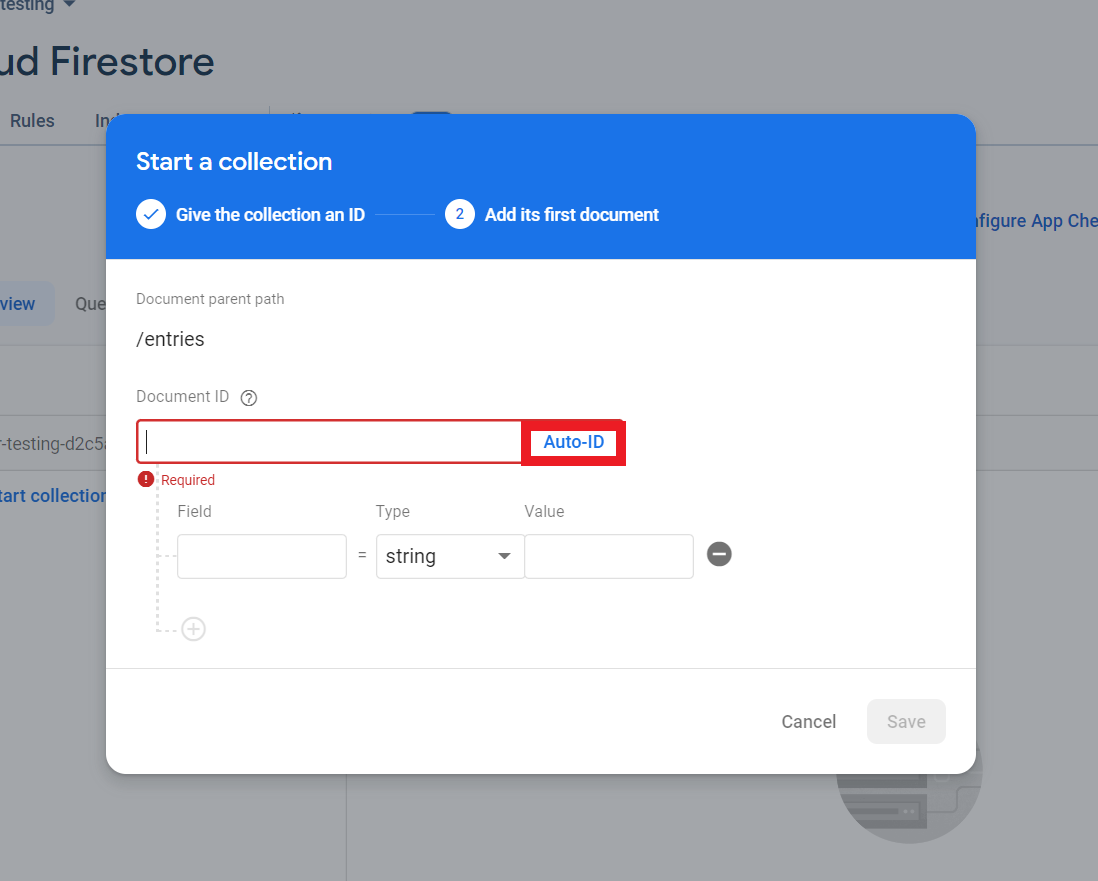 testing
ud Firestore
Rules
Ind
Start a collection
Give the collection an ID
2
Add its first document
nfigure App Che
Document parent path
view
Que
/entries
Document ID
?
Auto-ID
r-testing-d2c5a
! Required
tart collection
Field
Type
Value
=
string
Cancel
Save